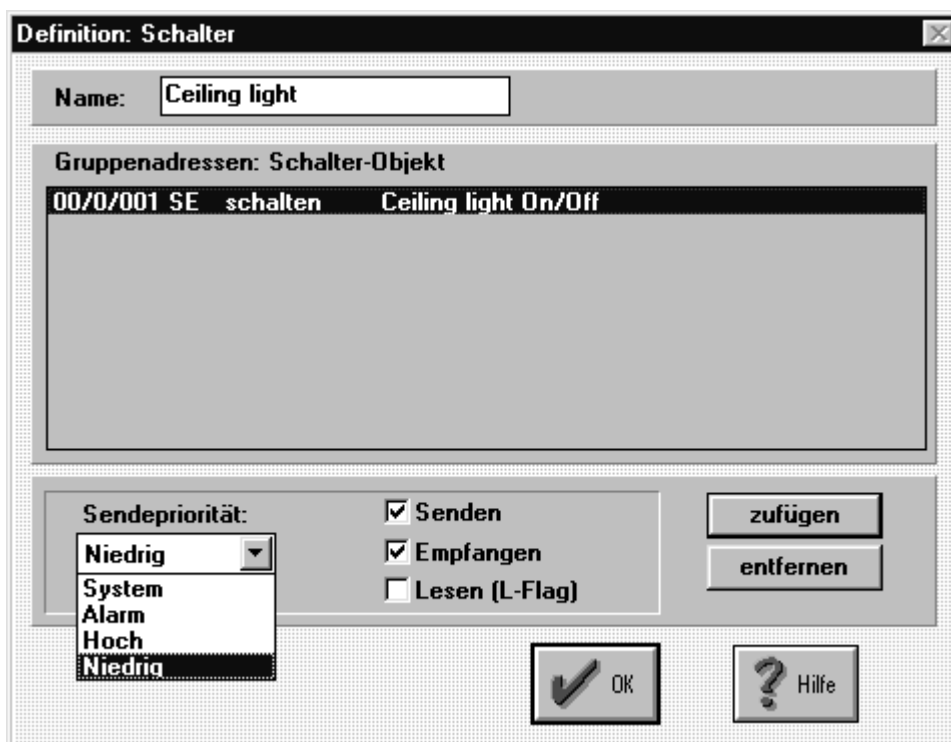 Definition: Schalter
Name: Ceiling light
Gruppenadressen: Schalter-Objekt
00/0/001 SE schalten Ceiling light On/Off
Sendepriorität:
Niedrig
System
Alarm
Hoch
Niedrig
Senden
Empfangen
Lesen (L-Flag)
zufügen
entfernen
OK
Hilfe